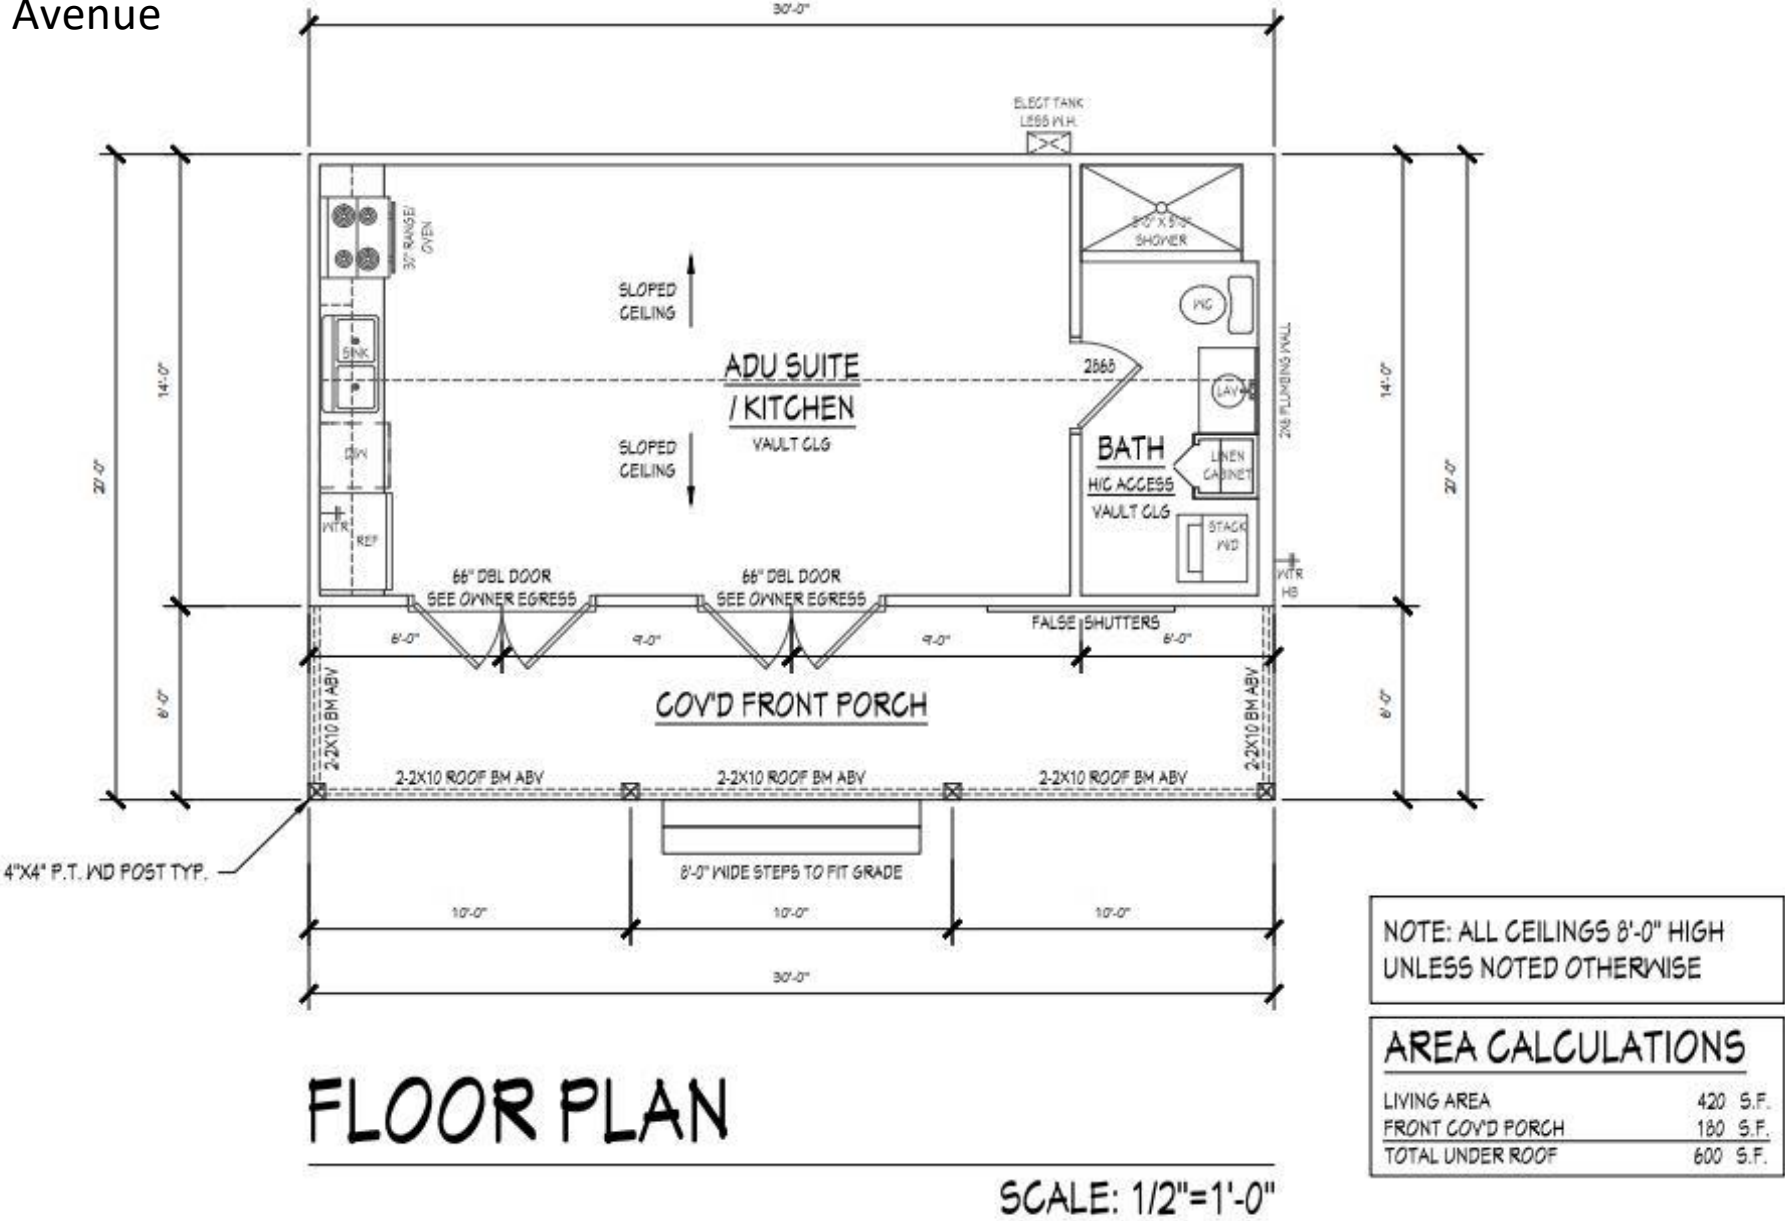 Avenue
30'-0"
ELECT TANK
LESS W.H.
30" RANGE/
OVEN
SHOWER
SLOPED
CEILING
WC
SINK
ADU SUITE
/ KITCHEN
VAULT CLG
2868
LAV
2X6 PLUMBING WALL
14'-0"
14'-0"
20'-0"
20'-0"
SLOPED
CEILING
DW
BATH
H/C ACCESS
VAULT CLG
LINEN
CABINET
WTR
REF
STACK
W/D
66" DBL DOOR
SEE OWNER EGRESS
66" DBL DOOR
SEE OWNER EGRESS
WTR
HB
FALSE SHUTTERS
6'-0"
9'-0"
9'-0"
6'-0"
6'-0"
2-2X10 BM ABV
COV'D FRONT PORCH
2-2X10 BM ABV
6'-0"
2-2X10 ROOF BM ABV
2-2X10 ROOF BM ABV
2-2X10 ROOF BM ABV
4"X4" P.T. WD POST TYP.
8'-0" WIDE STEPS TO FIT GRADE
10'-0"
10'-0"
10'-0"
30'-0"
NOTE: ALL CEILINGS 8'-0" HIGH
UNLESS NOTED OTHERWISE
AREA CALCULATIONS
LIVING AREA 420 S.F.
FRONT COV'D PORCH 180 S.F.
TOTAL UNDER ROOF 600 S.F.
FLOOR PLAN
SCALE: 1/2"=1'-0"